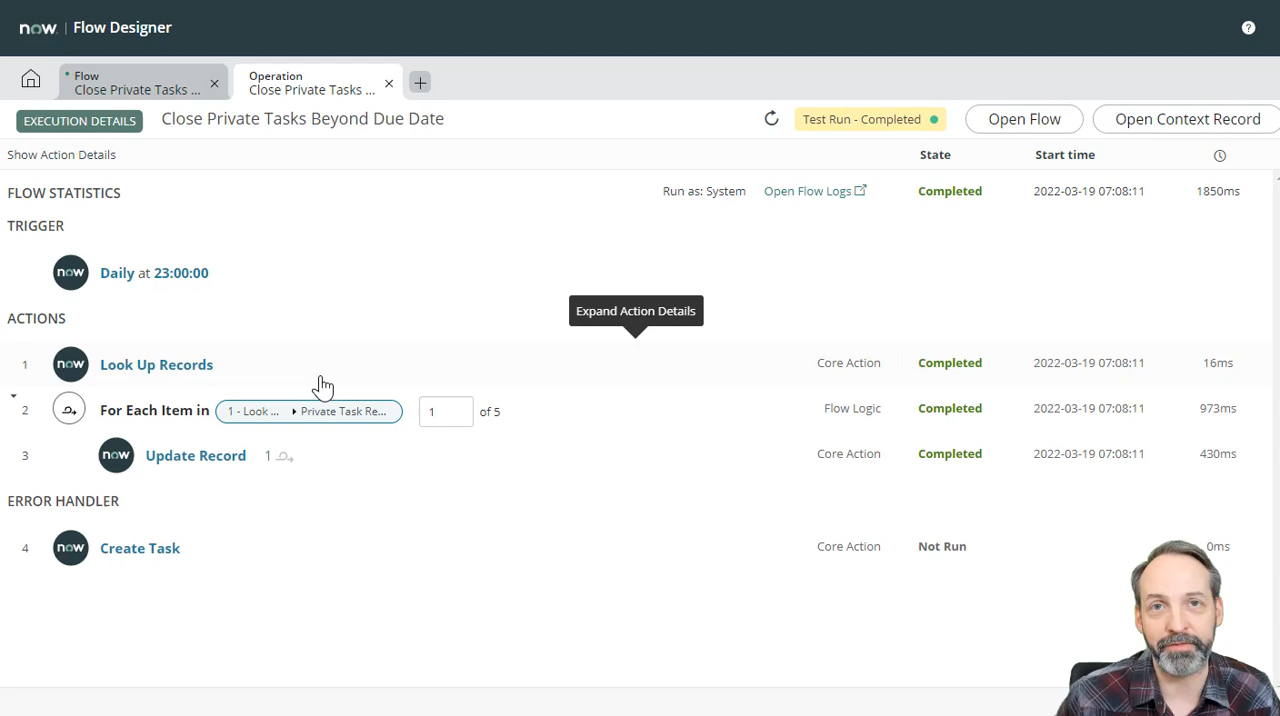 now. | Flow Designer
?
Flow
Close Private Tasks ...
Operation
Close Private Tasks ...
EXECUTION DETAILS
Close Private Tasks Beyond Due Date
Test Run - Completed
Open Flow
Open Context Record
Show Action Details
State
Start time
FLOW STATISTICS
Run as: System
Open Flow Logs
Completed
2022-03-19 07:08:11
1850ms
TRIGGER
now
Daily at 23:00:00
ACTIONS
Expand Action Details
1
now
Look Up Records
Core Action
Completed
2022-03-19 07:08:11
16ms
2
For Each Item in
1 - Look ...
Private Task Re...
1
of 5
Flow Logic
Completed
2022-03-19 07:08:11
973ms
3
now
Update Record
1
Core Action
Completed
2022-03-19 07:08:11
430ms
ERROR HANDLER
4
now
Create Task
Core Action
Not Run
0ms